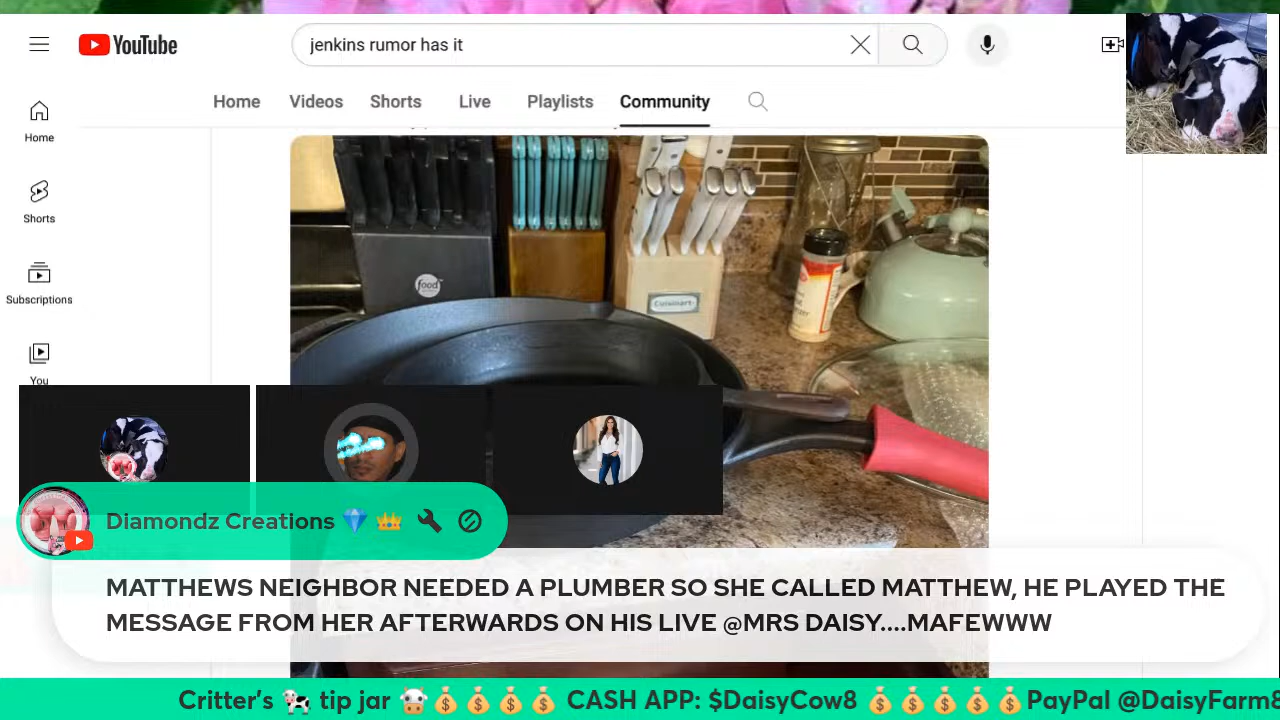 YouTube
jenkins rumor has it
Home Videos Shorts Live Playlists Community
Home
Shorts
Subscriptions
You
food
Cuisinart
Diamondz Creations 💎 👑
MATTHEWS NEIGHBOR NEEDED A PLUMBER SO SHE CALLED MATTHEW, HE PLAYED THE
MESSAGE FROM HER AFTERWARDS ON HIS LIVE @MRS DAISY....MAFEWWW
Critter's 🐄 tip jar 🐮💰💰💰💰 CASH APP: $DaisyCow8 💰💰💰💰💰PayPal @DaisyFarm8